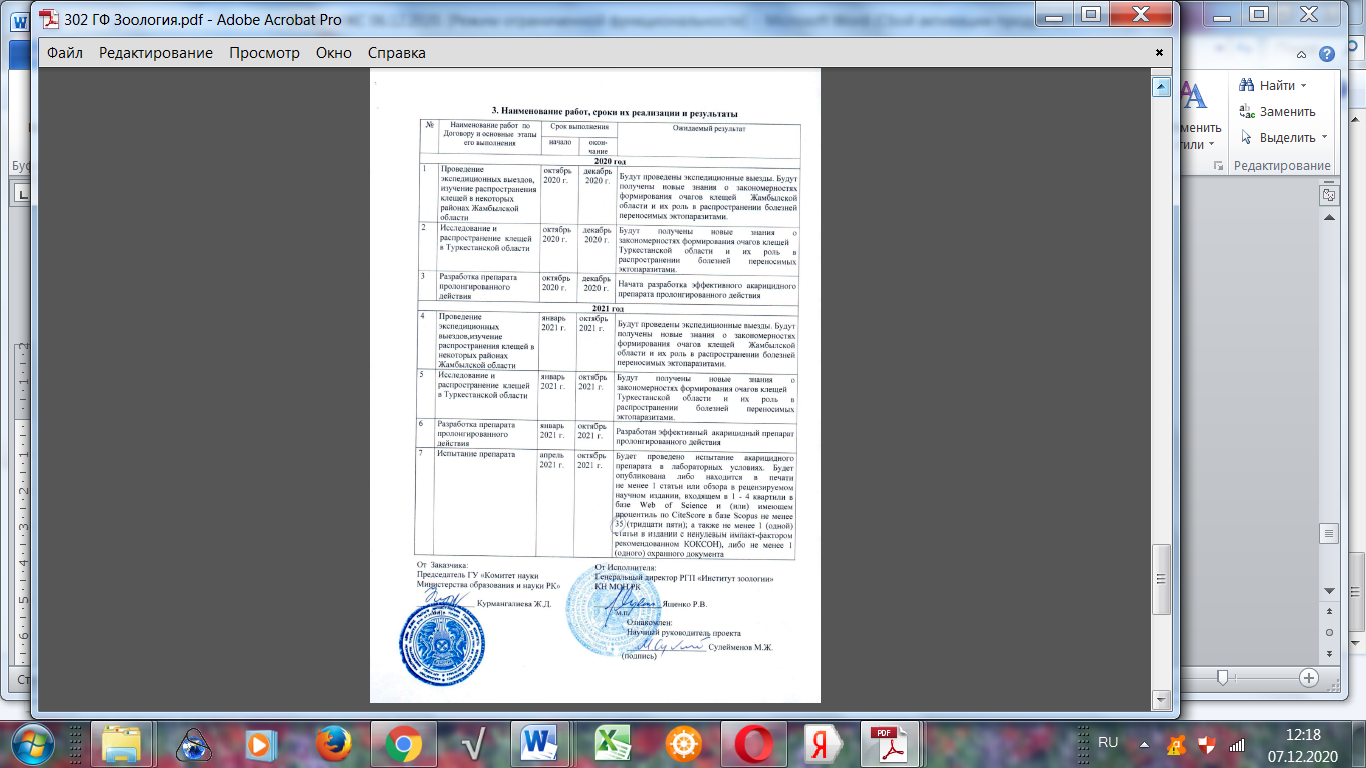 302 ГФ Зоология.pdf - Adobe Acrobat Pro
Файл Редактирование Просмотр Окно Справка
Найти
Заменить
Выделить
Редактирование
3. Наименование работ, сроки их реализации и результаты
№ Наименование работ по Договору и основные этапы его выполнения Срок выполнения Ожидаемый результат
начало окон-
чание
2020 год
1 Проведение октябрь декабрь
экспедиционных выездов, 2020 г. 2020 г. Будут проведены экспедиционные выезды. Будут
изучение распространения получены новые знания о закономерностях
клещей в некоторых формирования очагов клещей Жамбылской
районах Жамбылской области и их роль в распространении болезней
области переносимых эктопаразитами.
2 Исследование и октябрь декабрь Будут получены новые знания о
распространение клещей 2020 г. 2020 г. закономерностях формирования очагов клещей
в Туркестанской области Туркестанской области и их роль в
распространении болезней переносимых
эктопаразитами.
3 Разработка препарата октябрь декабрь
пролонгированного 2020 г. 2020 г. Начата разработка эффективного акарицидного
действия препарата пролонгированного действия
2021 год
4 Проведение январь октябрь
экспедиционных 2021 г. 2021 г. Будут проведены экспедиционные выезды. Будут
выездов,изучение получены новые знания о закономерностях
распространения клещей в формирования очагов клещей Жамбылской
некоторых районах области и их роль в распространении болезней
Жамбылской области переносимых эктопаразитами.
5 Исследование и январь октябрь Будут получены новые знания о
распространение клещей 2021 г. 2021 г. закономерностях формирования очагов клещей
в Туркестанской области Туркестанской области и их роль в
распространении болезней переносимых
эктопаразитами.
6 Разработка препарата январь октябрь Разработан эффективный акарицидный препарат
пролонгированного 2021 г. 2021 г. пролонгированного действия
действия
7 Испытание препарата апрель октябрь Будет проведено испытание акарицидного
2021 г. 2021 г. препарата в лабораторных условиях. Будет
опубликована либо находится в печати
не менее 1 статьи или обзора в рецензируемом
научном издании, входящем в 1 - 4 квартили в
базе Web of Science и (или) имеющем
процентиль по CiteScore в базе Scopus не менее
35 (тридцати пяти); а также не менее 1 (одной)
статьи в издании с ненулевым импакт-фактором
рекомендованном КОКСОН), либо не менее 1
(одного) охранного документа
От Заказчика: От Исполнителя:
Председатель ГУ «Комитет науки Генеральный директор РГП «Институт зоологии»
Министерства образования и науки РК» КН МОН РК
Курмангалиева Ж.Д. Ященко Р.В.
м.п.
Ознакомлен:
Научный руководитель проекта
Сулейменов М.Ж.
(подпись)
RU
12:18
07.12.2020